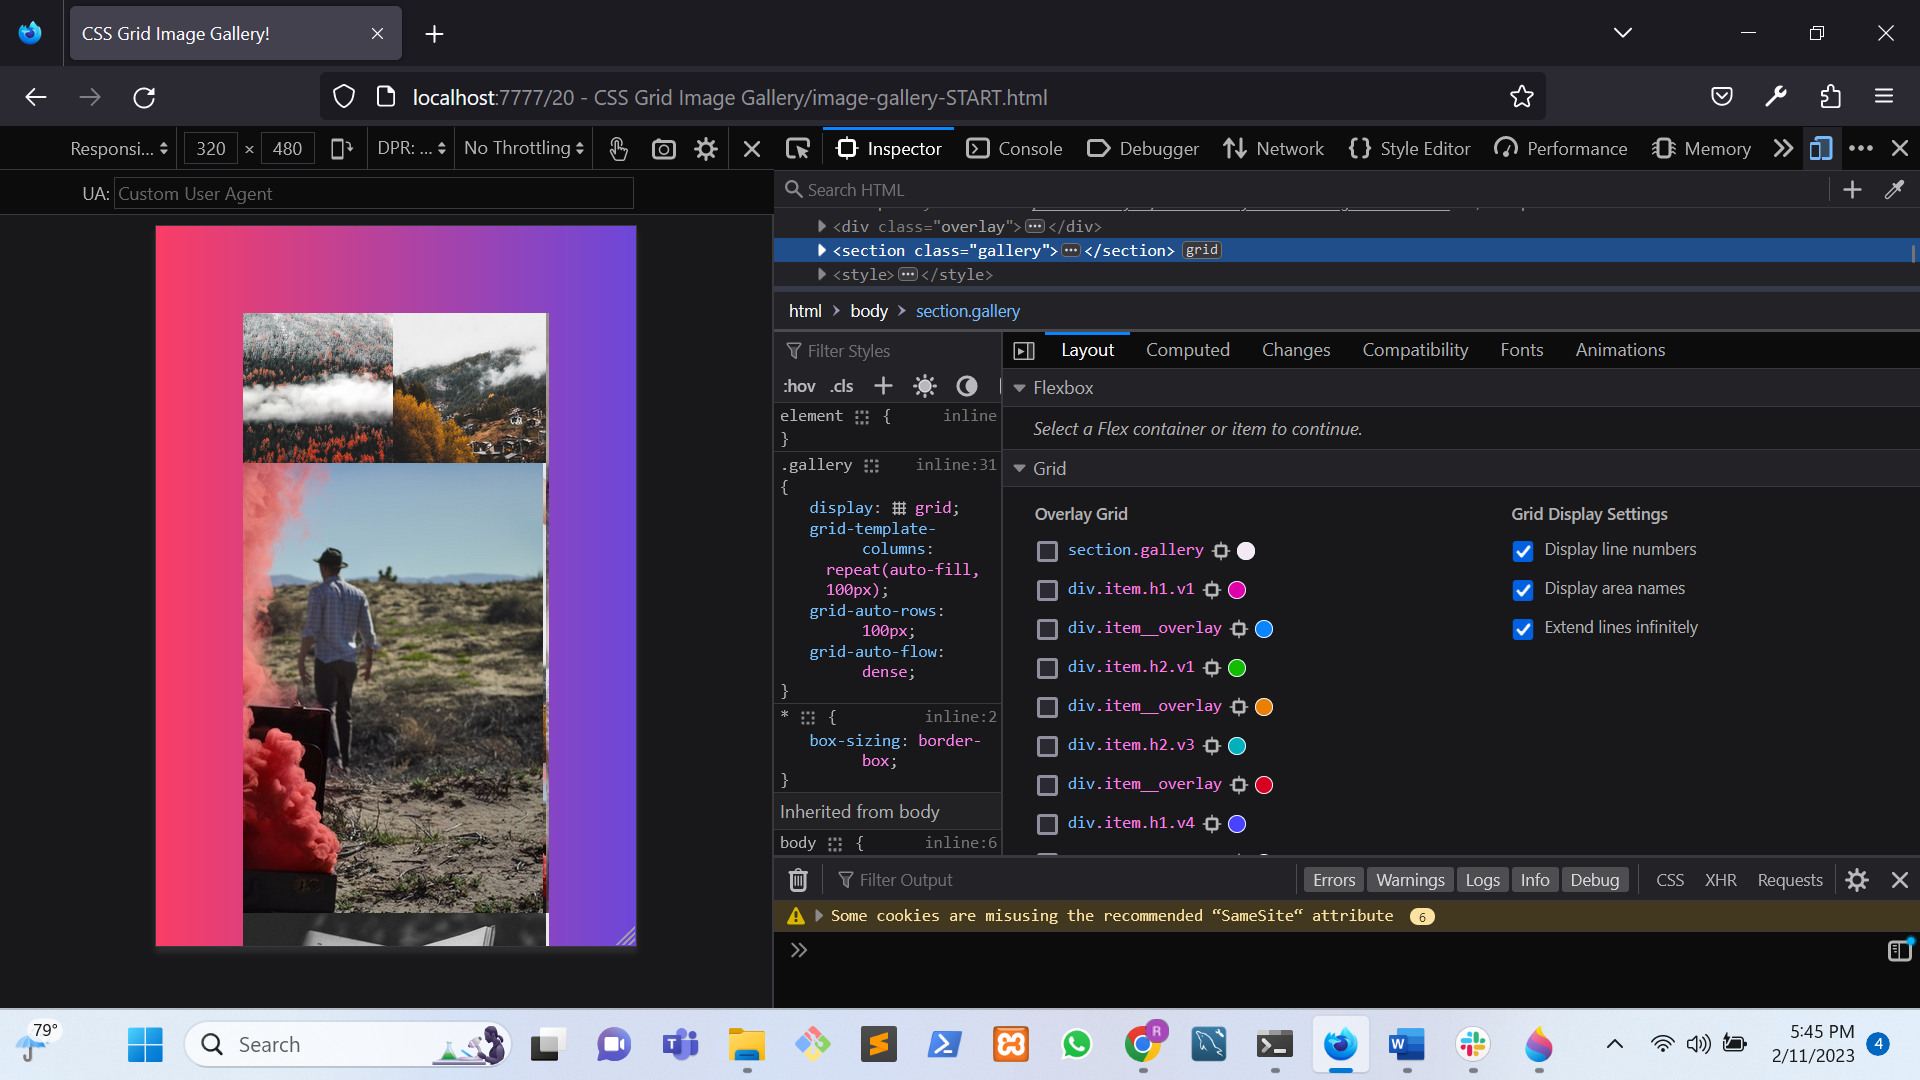 CSS Grid Image Gallery!
localhost:7777/20 - CSS Grid Image Gallery/image-gallery-START.html
Responsi... 320 × 480 DPR: ... No Throttling
UA: Custom User Agent
Inspector Console Debugger Network Style Editor Performance Memory
Search HTML
<div class="overlay"> </div>
<section class="gallery"> </section> grid
<style> </style>
html body section.gallery
Filter Styles
:hov .cls
element { inline
}
.gallery inline:31
{
display: grid;
grid-template-
columns:
repeat(auto-fill,
100px);
grid-auto-rows:
100px;
grid-auto-flow:
dense;
}
* { inline:2
box-sizing: border-
box;
}
Inherited from body
body { inline:6
Layout Computed Changes Compatibility Fonts Animations
Flexbox
Select a Flex container or item to continue.
Grid
Overlay Grid
section.gallery
div.item.h1.v1
div.item__overlay
div.item.h2.v1
div.item__overlay
div.item.h2.v3
div.item__overlay
div.item.h1.v4
Grid Display Settings
Display line numbers
Display area names
Extend lines infinitely
Filter Output
Errors Warnings Logs Info Debug CSS XHR Requests
Some cookies are misusing the recommended “SameSite“ attribute 6
79°
Search
R
5:45 PM
2/11/2023
4